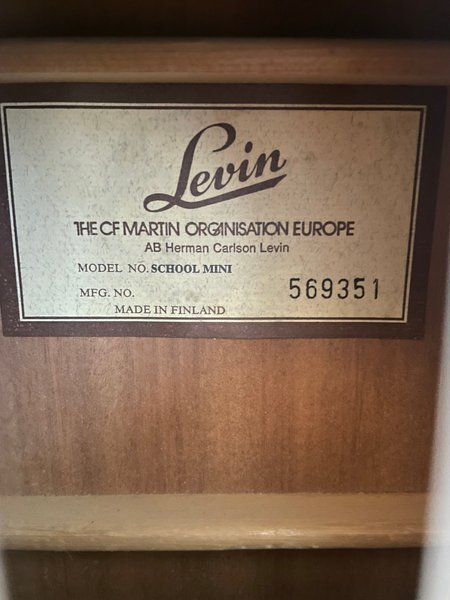 Levin
THE CF MARTIN ORGANISATION EUROPE
AB Herman Carlson Levin
MODEL NO. SCHOOL MINI
MFG. NO. 569351
MADE IN FINLAND